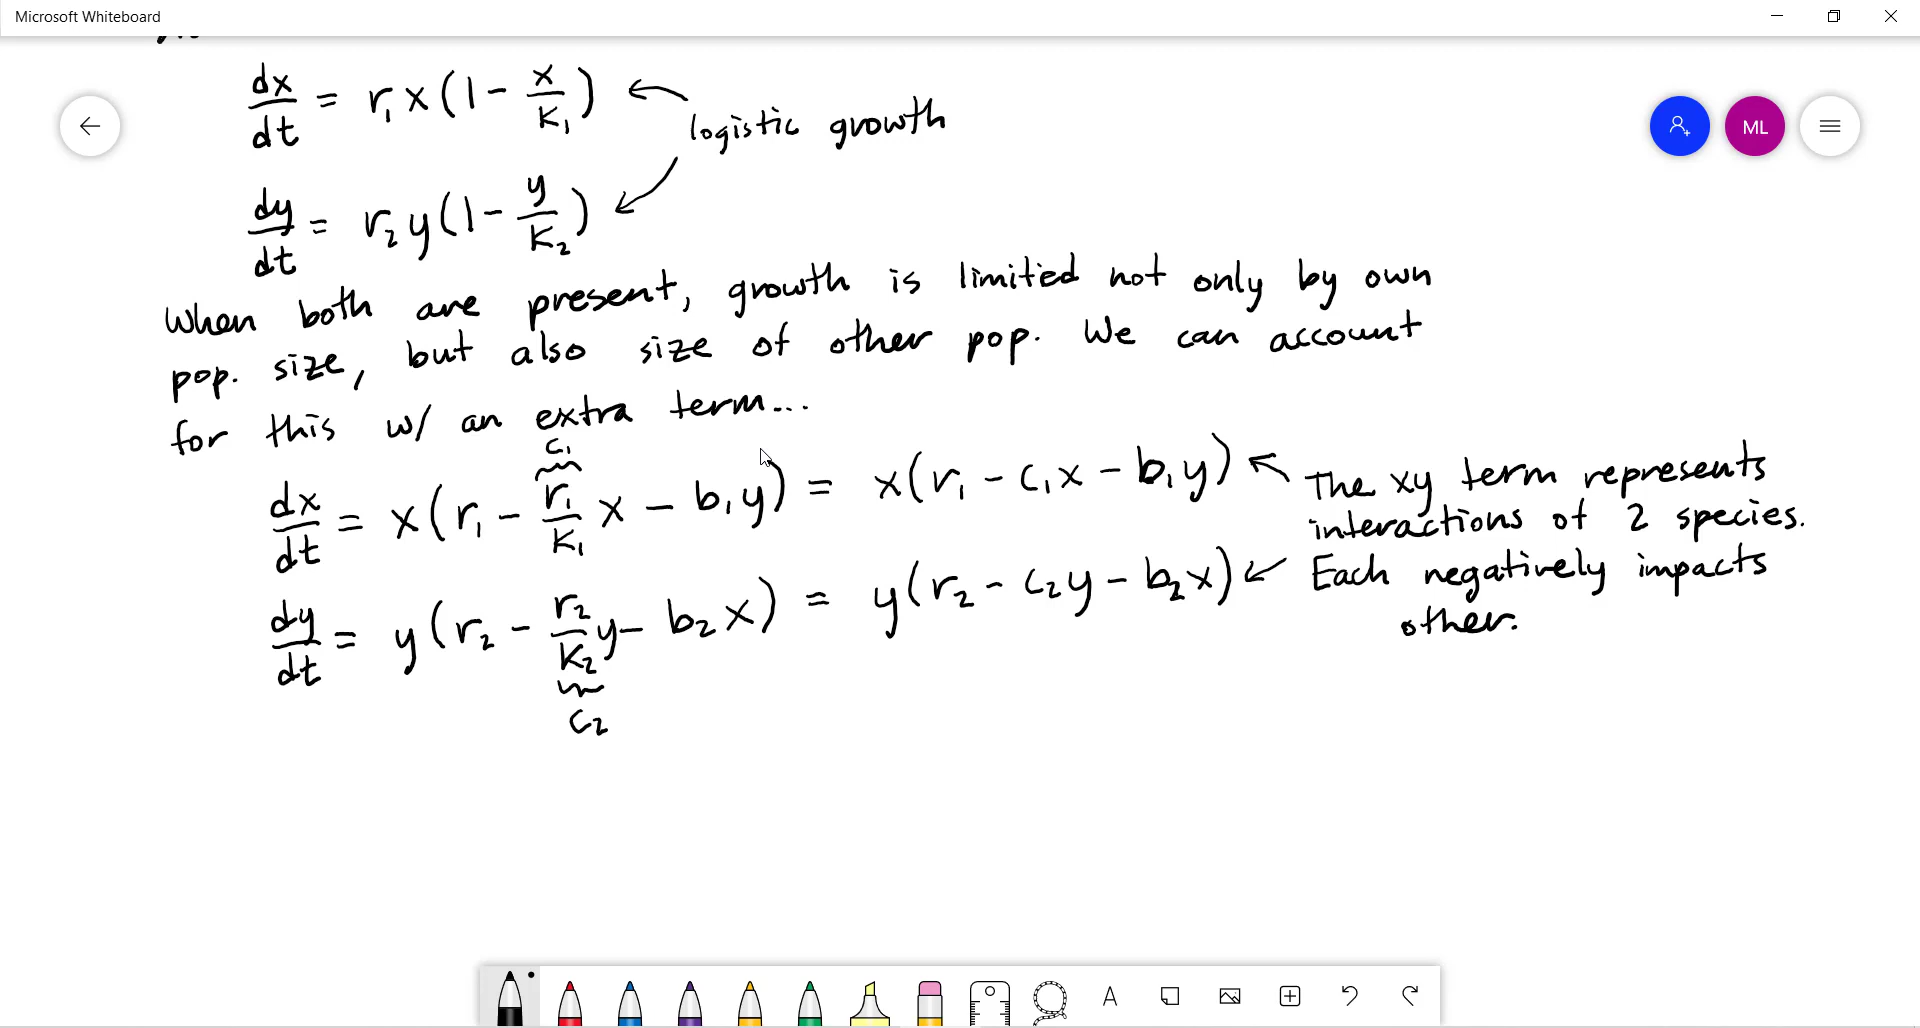 Microsoft Whiteboard
dx/dt = r₁x(1 - x/K₁)
logistic growth
dy/dt = r₂y(1 - y/K₂)
When both are present, growth is limited not only by own
pop. size, but also size of other pop. We can account
for this w/ an extra term...
c₁
dx/dt = x(r₁ - r₁/K₁ x - b₁y) = x(r₁ - c₁x - b₁y)
The xy term represents
interactions of 2 species.
dy/dt = y(r₂ - r₂/K₂ y - b₂x) = y(r₂ - c₂y - b₂x)
Each negatively impacts
other.
c₂
ML
A